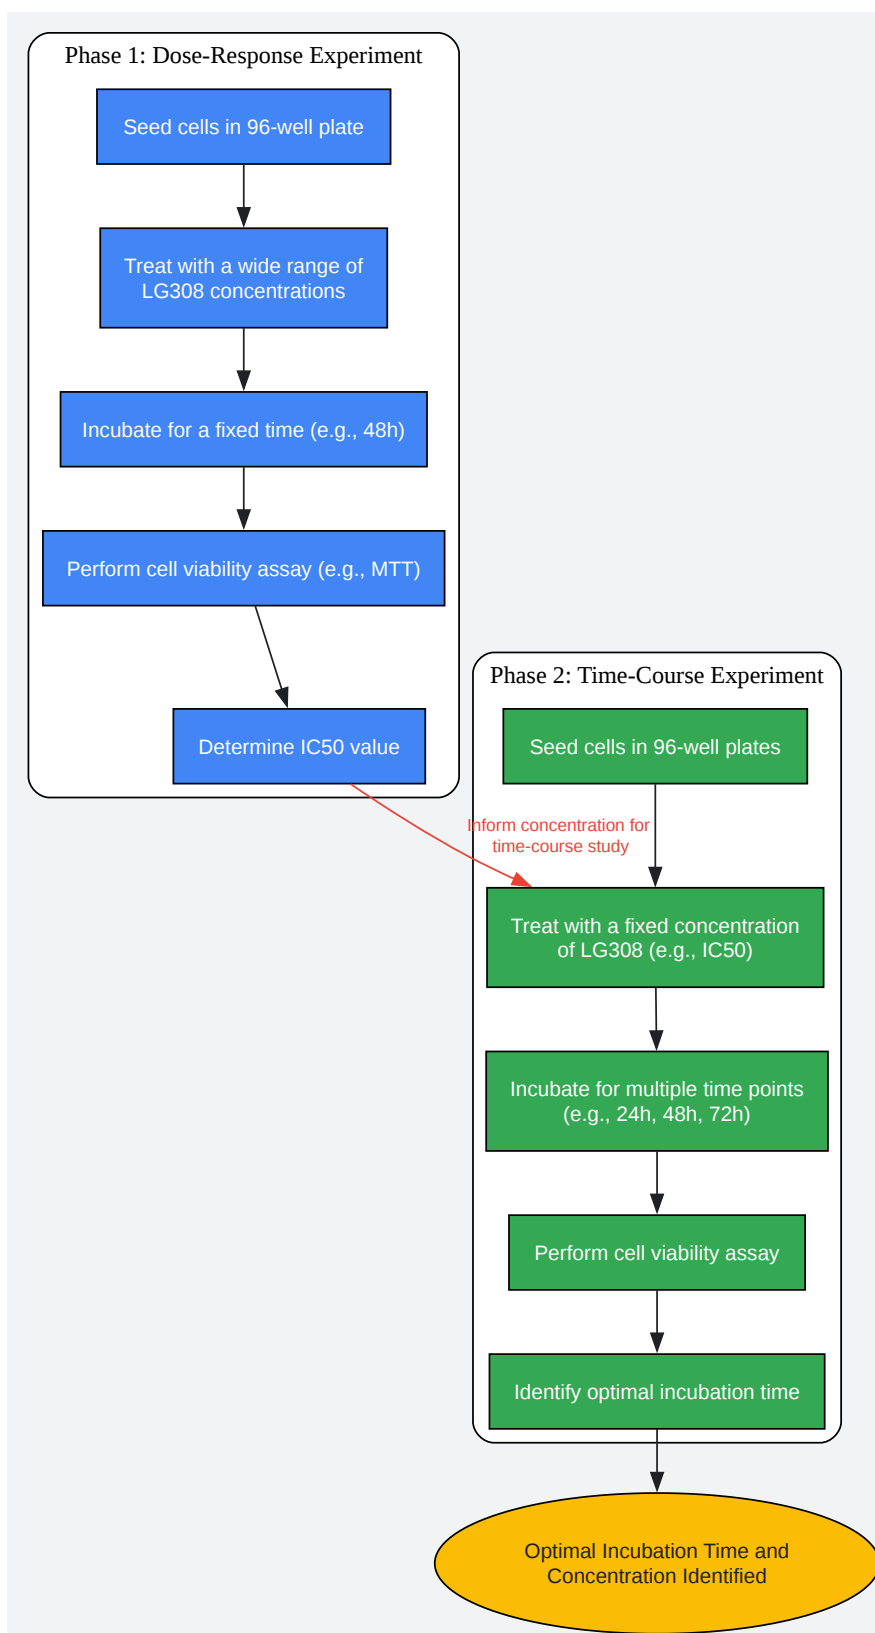 Phase 1: Dose-Response Experiment
Seed cells in 96-well plate
Treat with a wide range of
LG308 concentrations
Incubate for a fixed time (e.g., 48h)
Perform cell viability assay (e.g., MTT)
Determine IC50 value
Inform concentration for
time-course study
Phase 2: Time-Course Experiment
Seed cells in 96-well plates
Treat with a fixed concentration
of LG308 (e.g., IC50)
Incubate for multiple time points
(e.g., 24h, 48h, 72h)
Perform cell viability assay
Identify optimal incubation time
Optimal Incubation Time and
Concentration Identified